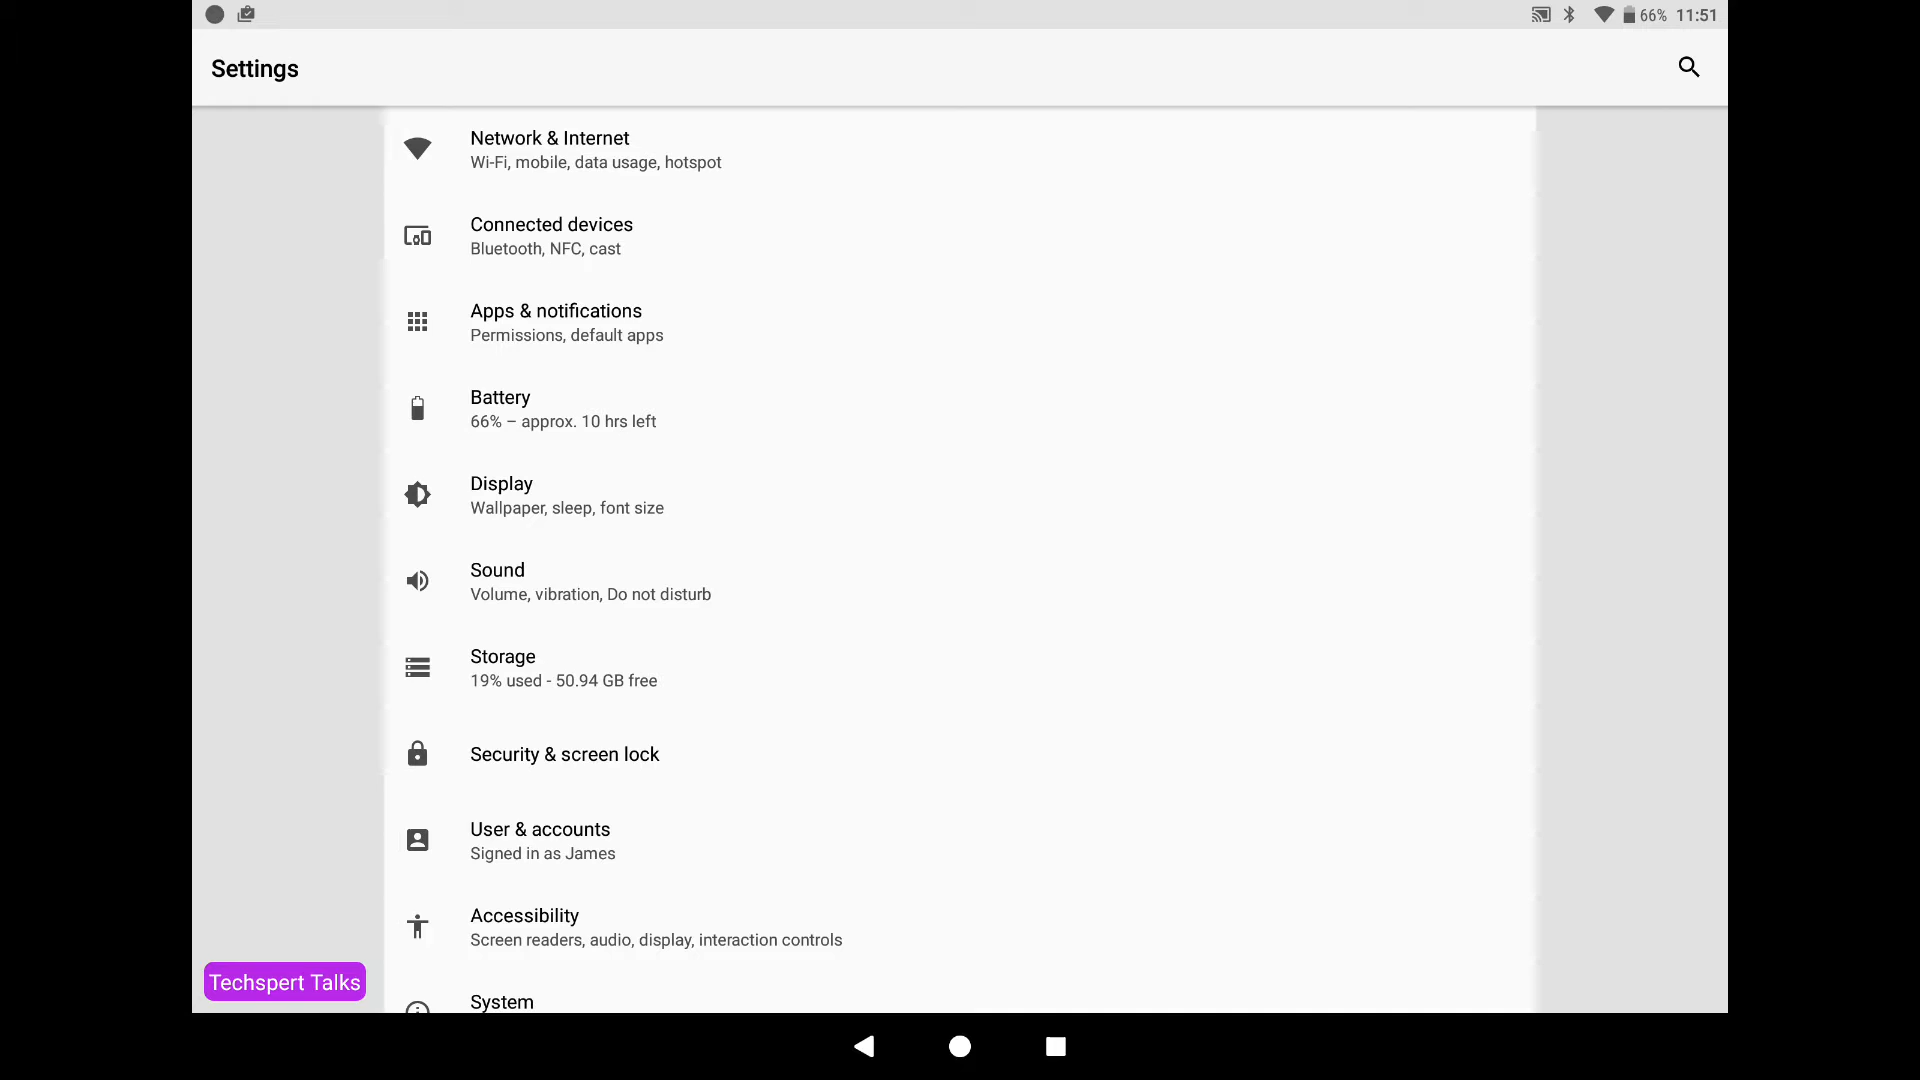 66% 11:51
Settings
Network & Internet
Wi-Fi, mobile, data usage, hotspot
Connected devices
Bluetooth, NFC, cast
Apps & notifications
Permissions, default apps
Battery
66% – approx. 10 hrs left
Display
Wallpaper, sleep, font size
Sound
Volume, vibration, Do not disturb
Storage
19% used - 50.94 GB free
Security & screen lock
User & accounts
Signed in as James
Accessibility
Screen readers, audio, display, interaction controls
Techspert Talks
System